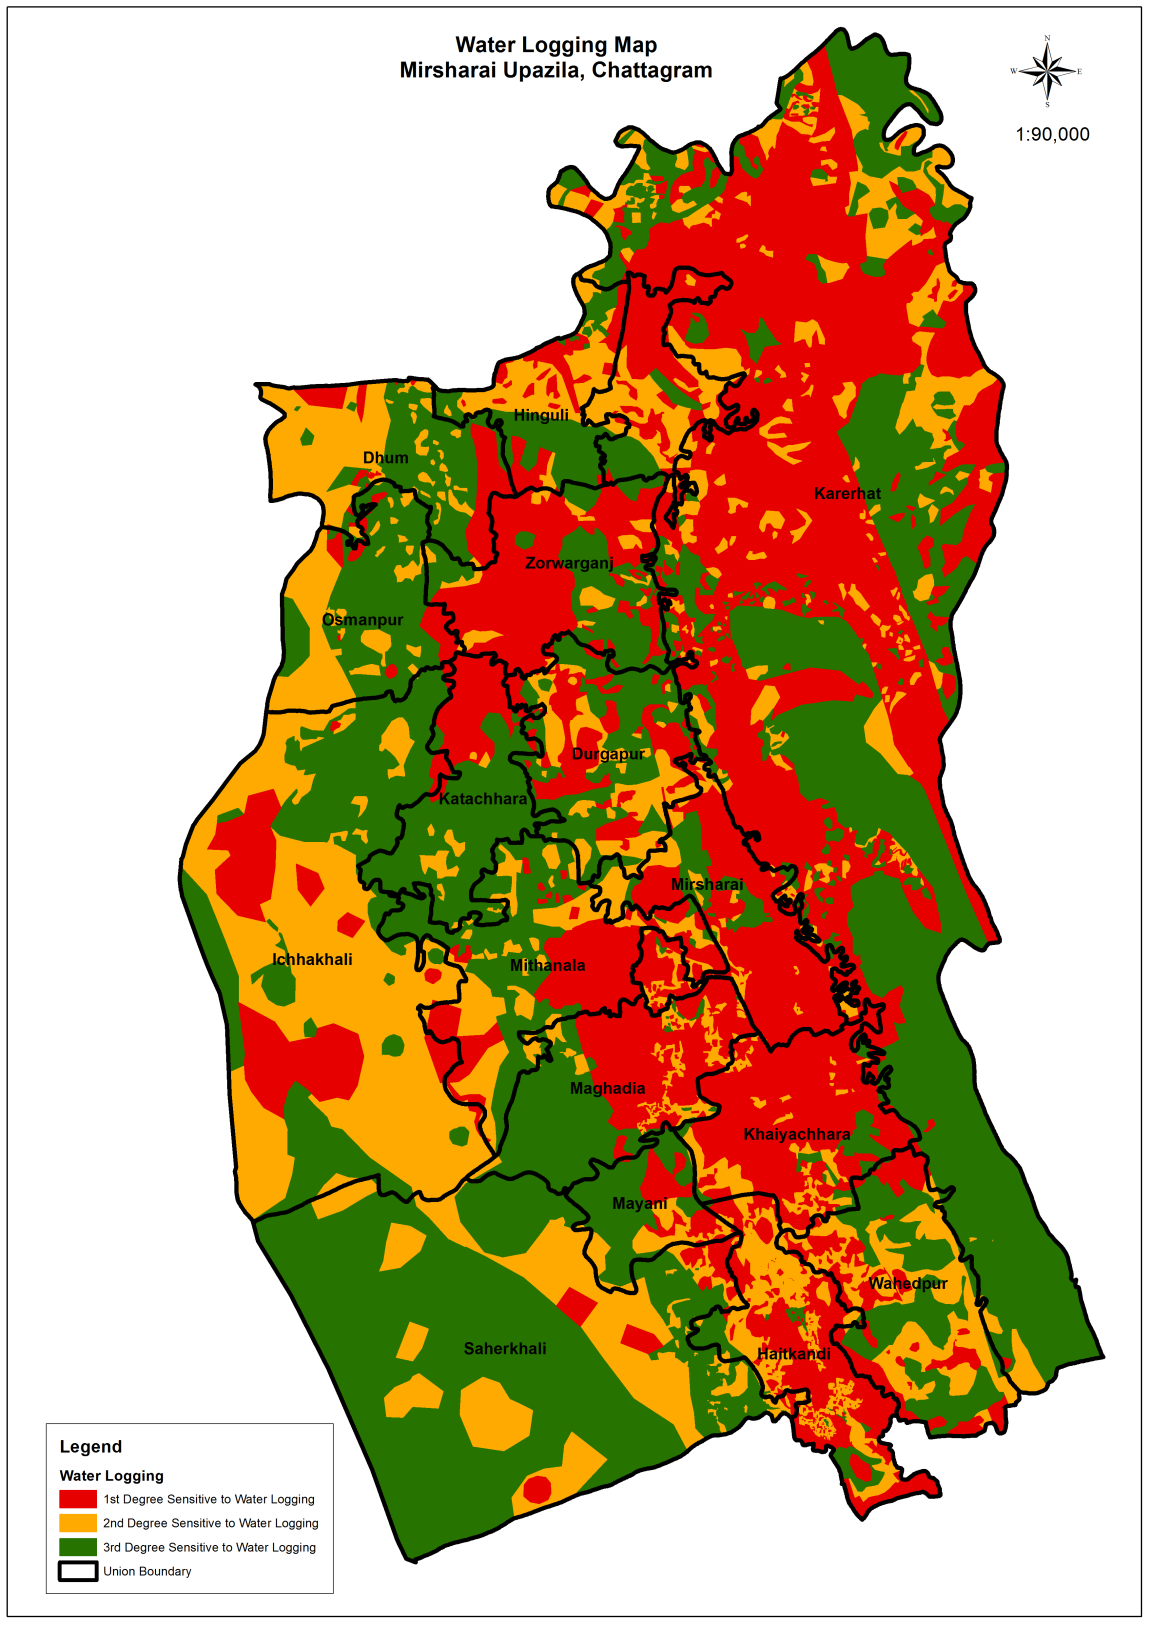 Water Logging Map
Mirsharai Upazila, Chattagram
N
W
E
S
1:90,000
Hinguli
Dhum
Karerhat
Zorwarganj
Osmanpur
Durgapur
Katachhara
Mirsharai
Ichhakhali
Mithanala
Maghadia
Khaiyachhara
Mayani
Wahedpur
Saherkhali
Haitkandi
Legend
Water Logging
1st Degree Sensitive to Water Logging
2nd Degree Sensitive to Water Logging
3rd Degree Sensitive to Water Logging
Union Boundary